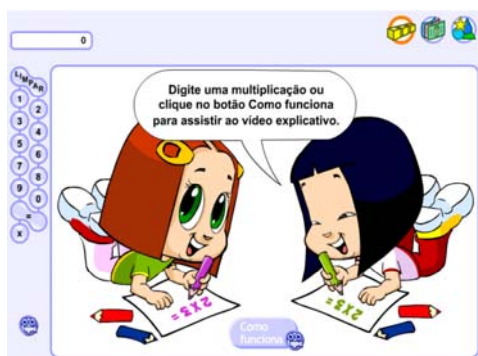 0
LIMPAR
1
2
3
4
5
6
7
8
9
0
=
x
Digite uma multiplicação ou
clique no botão Como funciona
para assistir ao vídeo explicativo.
2X3=
2X3=
Como
funciona